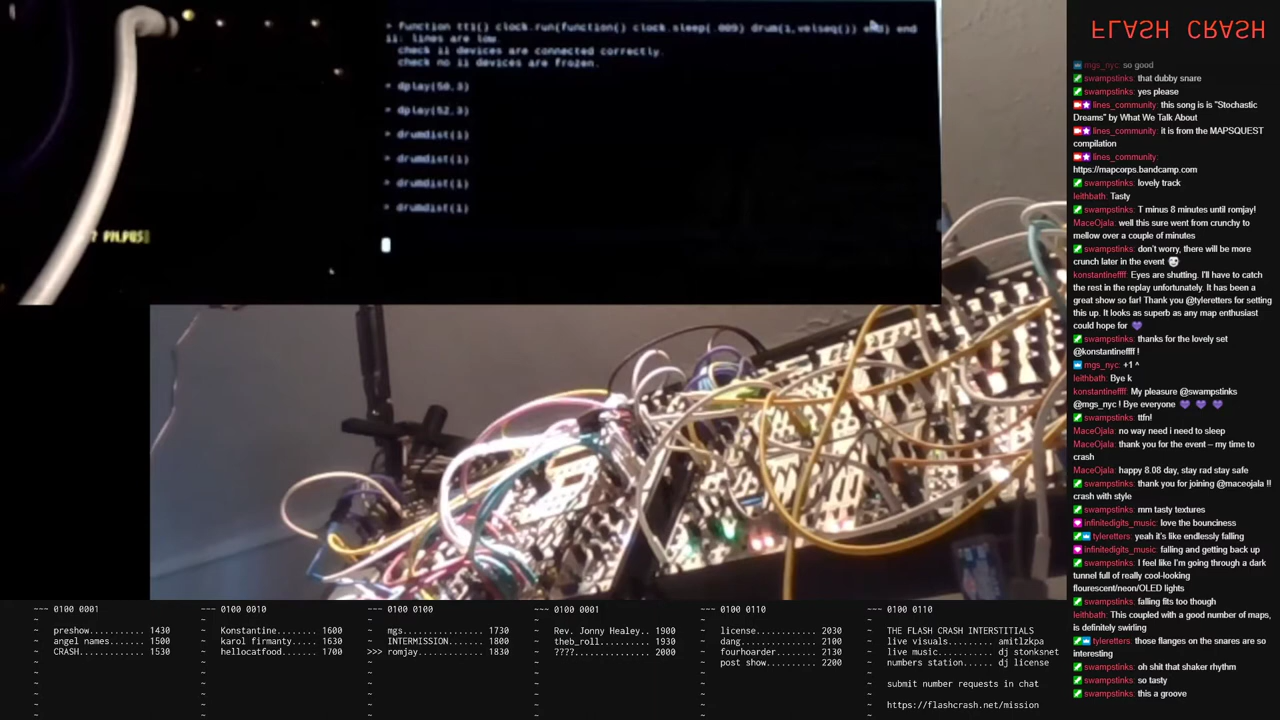 > function tt1() clock.run(function() clock.sleep(.009) drum(1,velseq()) end) end
ii: lines are low.
check ii devices are connected correctly.
check no ii devices are frozen.
> dplay(50,3)
> dplay(52,3)
> drumdist(1)
> drumdist(1)
> drumdist(1)
> drumdist(1)
FLASH CRASH
mgs_nyc: so good
swampstinks: that dubby snare
swampstinks: yes please
lines_community: this song is is "Stochastic
Dreams" by What We Talk About
lines_community: it is from the MAPSQUEST
compilation
lines_community:
https://mapcorps.bandcamp.com
swampstinks: lovely track
leithbath: Tasty
swampstinks: T minus 8 minutes until romjay!
MaceOjala: well this sure went from crunchy to
mellow over a couple of minutes
swampstinks: don't worry, there will be more
crunch later in the event
konstantineffff: Eyes are shutting. I'll have to catch
the rest in the replay unfortunately. It has been a
great show so far! Thank you @tyleretters for setting
this up. It looks as superb as any map enthusiast
could hope for 💜
swampstinks: thanks for the lovely set
@konstantineffff !
mgs_nyc: +1 ^
leithbath: Bye k
konstantineffff: My pleasure @swampstinks
@mgs_nyc ! Bye everyone 💜 💜 💜
swampstinks: ttfn!
MaceOjala: no way need i need to sleep
MaceOjala: thank you for the event – my time to
crash
MaceOjala: happy 8.08 day, stay rad stay safe
swampstinks: thank you for joining @maceojala !!
crash with style
swampstinks: mm tasty textures
infinitedigits_music: love the bounciness
tyleretters: yeah it's like endlessly falling
infinitedigits_music: falling and getting back up
swampstinks: I feel like I'm going through a dark
tunnel full of really cool-looking
flourescent/neon/OLED lights
swampstinks: falling fits too though
leithbath: This coupled with a good number of maps,
is definitely swirling
tyleretters: those flanges on the snares are so
interesting
swampstinks: oh shit that shaker rhythm
swampstinks: so tasty
swampstinks: this a groove
~~~ 0100 0001
~ preshow........... 1430
~ angel names....... 1500
~ CRASH............. 1530
~~~ 0100 0010
~ Konstantine....... 1600
~ karol firmanty.... 1630
~ hellocatfood...... 1700
~~~ 0100 0100
~ mgs............... 1730
~ INTERMISSION...... 1800
>>> romjay............ 1830
~~~ 0100 0001
~ Rev. Jonny Healey.. 1900
~ theb_roll......... 1930
~ ????.............. 2000
~~~ 0100 0110
~ license........... 2030
~ dang.............. 2100
~ fourhoarder....... 2130
~ post show......... 2200
~~~ 0100 0110
~ THE FLASH CRASH INTERSTITIALS
~ live visuals...... amitlzkpa
~ live music........ dj stonksnet
~ numbers station...... dj license
~ submit number requests in chat
~ https://flashcrash.net/mission